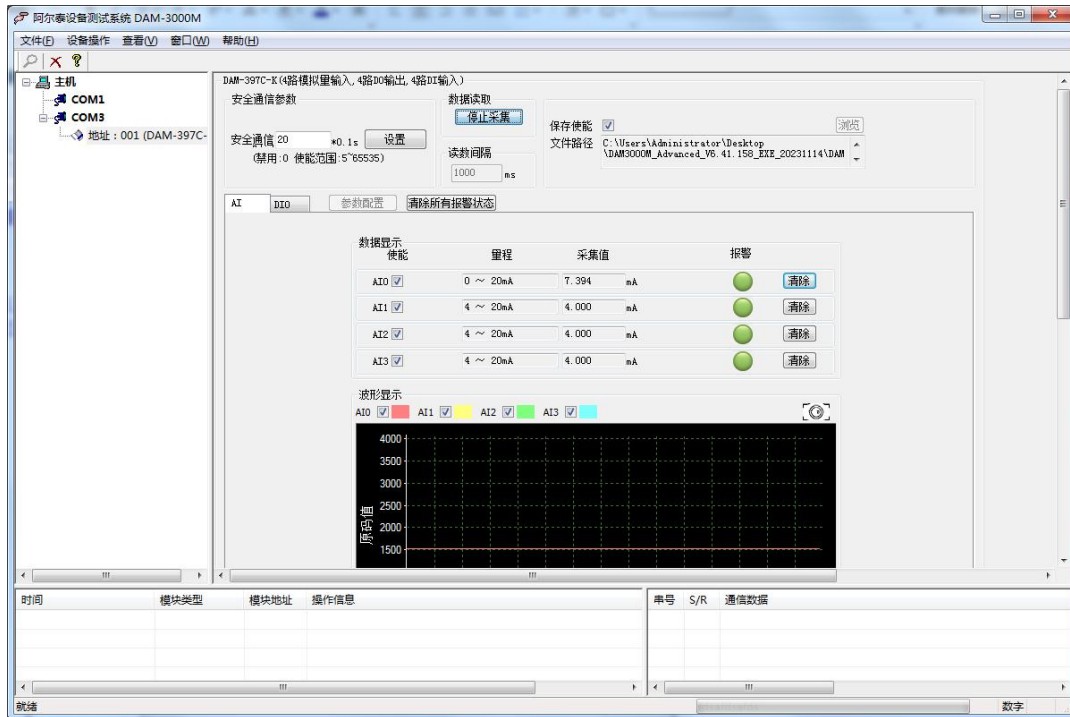 阿尔泰设备测试系统 DAM-3000M
文件(F) 设备操作 查看(V) 窗口(W) 帮助(H)
主机
COM1
COM3
地址：001 (DAM-397C-
DAM-397C-K(4路模拟量输入,4路DO输出,4路DI输入)
安全通信参数
安全通信 20 *0.1s 设置
(禁用:0 使能范围:5~65535)
数据读取
停止采集
读数间隔
1000 ms
保存使能 浏览
文件路径 C:\Users\Administrator\Desktop
\DAM3000M_Advanced_V6.41.158_EXE_20231114\DAM
AI DIO 参数配置 清除所有报警状态
数据显示
使能 量程 采集值 报警
AI0 0 ～ 20mA 7.394 mA 清除
AI1 4 ～ 20mA 4.000 mA 清除
AI2 4 ～ 20mA 4.000 mA 清除
AI3 4 ～ 20mA 4.000 mA 清除
波形显示
AI0 AI1 AI2 AI3
4000
3500
3000
2500
2000
1500
原码值
时间 模块类型 模块地址 操作信息
串号 S/R 通信数据
就绪 数字